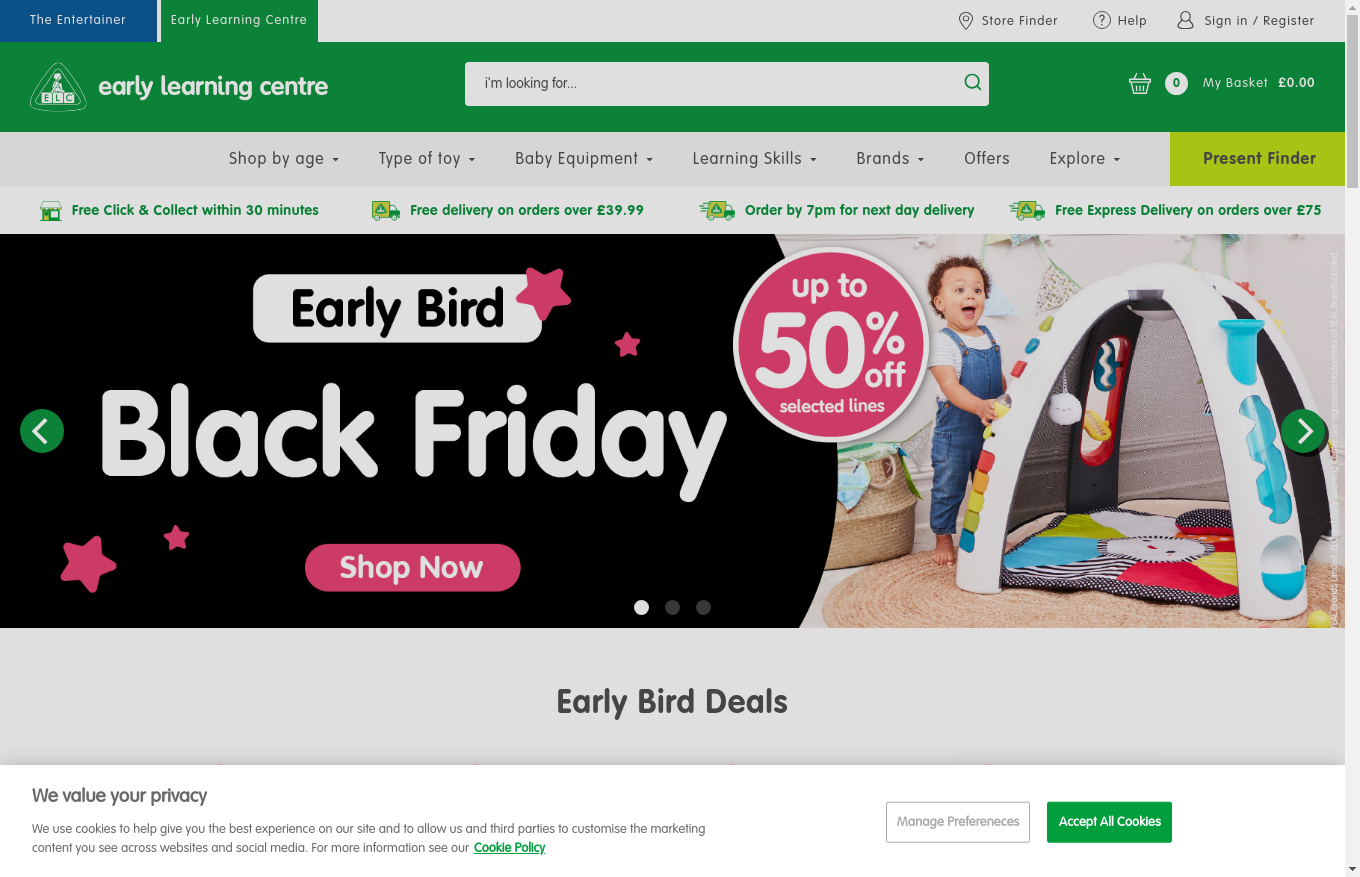 The Entertainer
Early Learning Centre
Store Finder
Help
Sign in / Register
ELC
early learning centre
i'm looking for...
0
My Basket £0.00
Shop by age
Type of toy
Baby Equipment
Learning Skills
Brands
Offers
Explore
Present Finder
Free Click & Collect within 30 minutes
Free delivery on orders over £39.99
Order by 7pm for next day delivery
Free Express Delivery on orders over £75
Early Bird
Black Friday
Shop Now
up to
50%
off
selected lines
Early Bird Deals
We value your privacy
We use cookies to help give you the best experience on our site and to allow us and third parties to customise the marketing
content you see across websites and social media. For more information see our Cookie Policy
Manage Prefereneces
Accept All Cookies